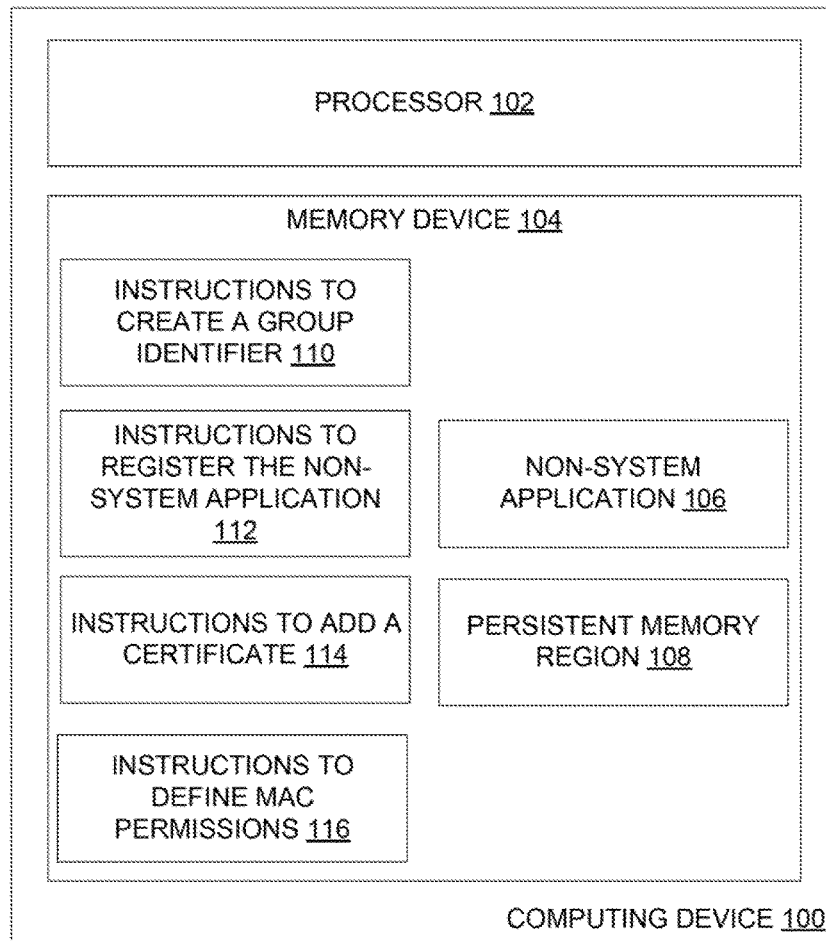 PROCESSOR 102
MEMORY DEVICE 104
INSTRUCTIONS TO
CREATE A GROUP
IDENTIFIER 110
INSTRUCTIONS TO
REGISTER THE NON-
SYSTEM APPLICATION
112
NON-SYSTEM
APPLICATION 106
INSTRUCTIONS TO ADD A
CERTIFICATE 114
PERSISTENT MEMORY
REGION 108
INSTRUCTIONS TO
DEFINE MAC
PERMISSIONS 116
COMPUTING DEVICE 100